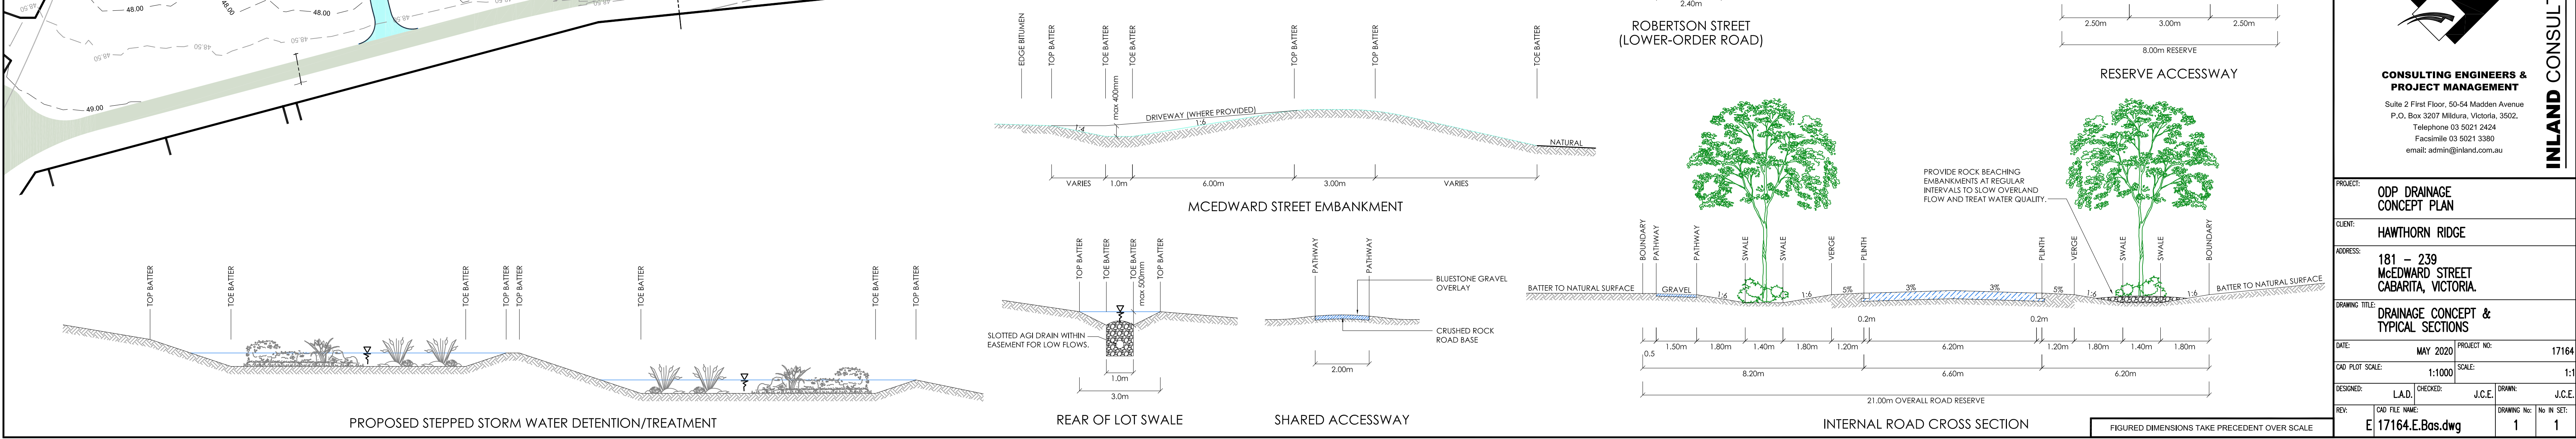 48.50
48.00
48.00
48.00
48.50
48.50
48.50
48.50
49.00
EDGE BITUMEN
TOP BATTER
TOE BATTER
TOE BATTER
TOP BATTER
TOP BATTER
TOE BATTER
max 400mm
DRIVEWAY (WHERE PROVIDED)
1:4
1:6
NATURAL
VARIES
1.0m
6.00m
3.00m
VARIES
MCEDWARD STREET EMBANKMENT
2.40m
ROBERTSON STREET
(LOWER-ORDER ROAD)
2.50m
3.00m
2.50m
8.00m RESERVE
RESERVE ACCESSWAY
TOP BATTER
TOE BATTER
TOE BATTER
TOP BATTER
TOP BATTER
TOE BATTER
TOE BATTER
TOP BATTER
PROPOSED STEPPED STORM WATER DETENTION/TREATMENT
TOP BATTER
TOE BATTER
TOE BATTER
max 500mm
TOP BATTER
SLOTTED AGI DRAIN WITHIN
EASEMENT FOR LOW FLOWS.
1.0m
3.0m
REAR OF LOT SWALE
PATHWAY
PATHWAY
BLUESTONE GRAVEL
OVERLAY
CRUSHED ROCK
ROAD BASE
2.00m
SHARED ACCESSWAY
PROVIDE ROCK BEACHING
EMBANKMENTS AT REGULAR
INTERVALS TO SLOW OVERLAND
FLOW AND TREAT WATER QUALITY.
BOUNDARY
PATHWAY
PATHWAY
SWALE
SWALE
VERGE
PLINTH
PLINTH
VERGE
SWALE
SWALE
BOUNDARY
BATTER TO NATURAL SURFACE
GRAVEL
1:6
1:6
5%
3%
3%
5%
1:6
1:6
BATTER TO NATURAL SURFACE
0.2m
0.2m
0.5
1.50m
1.80m
1.40m
1.80m
1.20m
6.20m
1.20m
1.80m
1.40m
1.80m
8.20m
6.60m
6.20m
21.00m OVERALL ROAD RESERVE
INTERNAL ROAD CROSS SECTION
FIGURED DIMENSIONS TAKE PRECEDENT OVER SCALE
INLAND CONSULT
CONSULTING ENGINEERS &
PROJECT MANAGEMENT
Suite 2 First Floor, 50-54 Madden Avenue
P.O. Box 3207 Mildura, Victoria, 3502.
Telephone 03 5021 2424
Facsimile 03 5021 3380
email: admin@inland.com.au
PROJECT:
ODP DRAINAGE
CONCEPT PLAN
CLIENT:
HAWTHORN RIDGE
ADDRESS:
181 - 239
McEDWARD STREET
CABARITA, VICTORIA.
DRAWING TITLE:
DRAINAGE CONCEPT &
TYPICAL SECTIONS
DATE: MAY 2020 PROJECT NO: 17164
CAD PLOT SCALE: 1:1000 SCALE: 1:1
DESIGNED: L.A.D. CHECKED: J.C.E. DRAWN: J.C.E.
REV: CAD FILE NAME: DRAWING No: No IN SET:
E 17164.E.Bas.dwg 1 1